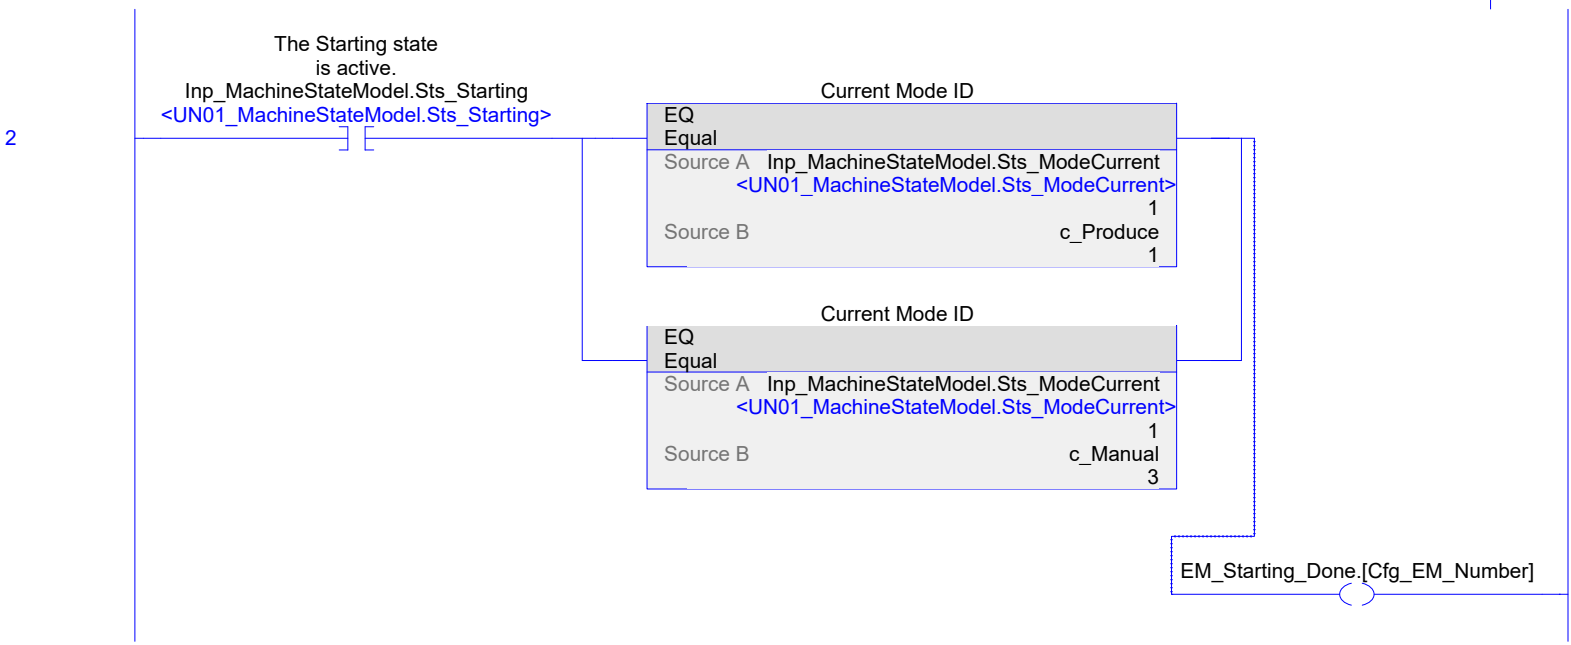 The Starting state
is active.
Inp_MachineStateModel.Sts_Starting
<UN01_MachineStateModel.Sts_Starting>
2
Current Mode ID
EQ
Equal
Source A Inp_MachineStateModel.Sts_ModeCurrent
<UN01_MachineStateModel.Sts_ModeCurrent>
1
Source B c_Produce
1
Current Mode ID
EQ
Equal
Source A Inp_MachineStateModel.Sts_ModeCurrent
<UN01_MachineStateModel.Sts_ModeCurrent>
1
Source B c_Manual
3
EM_Starting_Done.[Cfg_EM_Number]